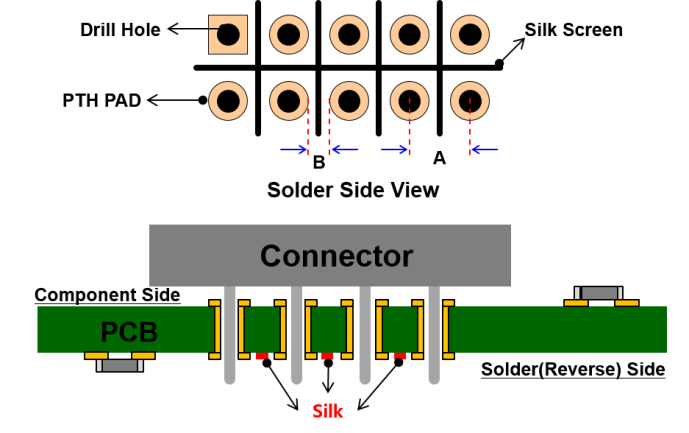 Drill Hole
Silk Screen
PTH PAD
B
A
Solder Side View
Connector
Component Side
PCB
Solder(Reverse) Side
Silk